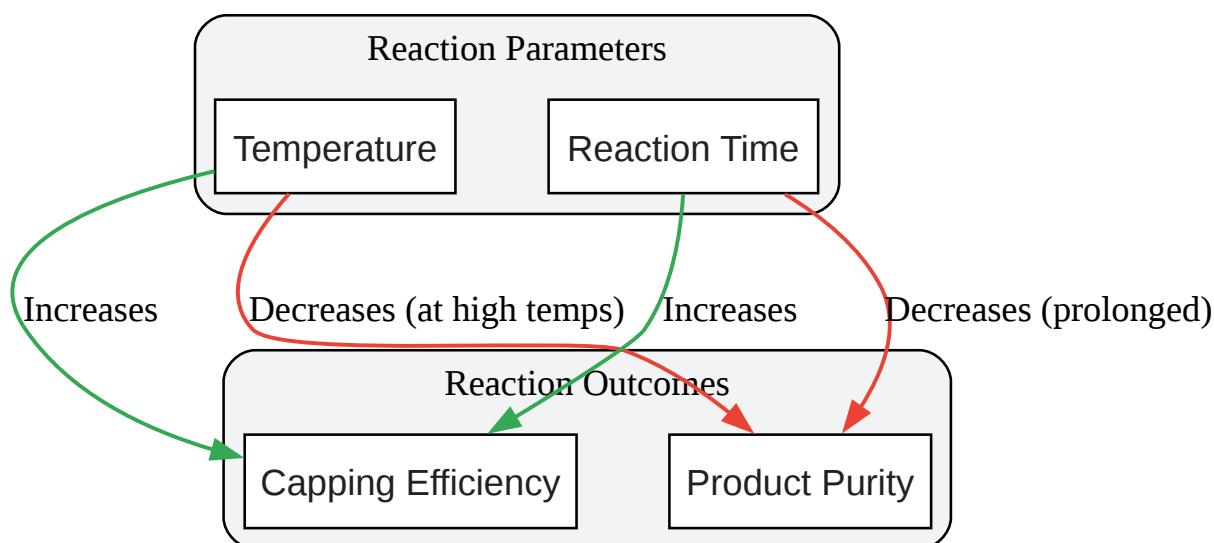 Reaction Parameters
Temperature
Reaction Time
Increases
Decreases (at high temps)
Increases
Decreases (prolonged)
Reaction Outcomes
Capping Efficiency
Product Purity